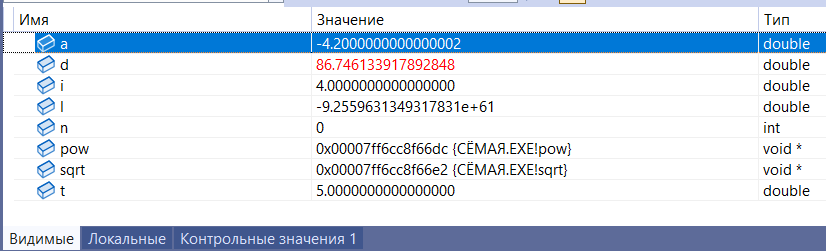 Имя Значение Тип
a -4.2000000000000002 double
d 86.746133917892848 double
i 4.0000000000000000 double
l -9.2559631349317831e+61 double
n 0 int
pow 0x00007ff6cc8f66dc {СЁМАЯ.EXE!pow} void *
sqrt 0x00007ff6cc8f66e2 {СЁМАЯ.EXE!sqrt} void *
t 5.0000000000000000 double
Видимые Локальные Контрольные значения 1